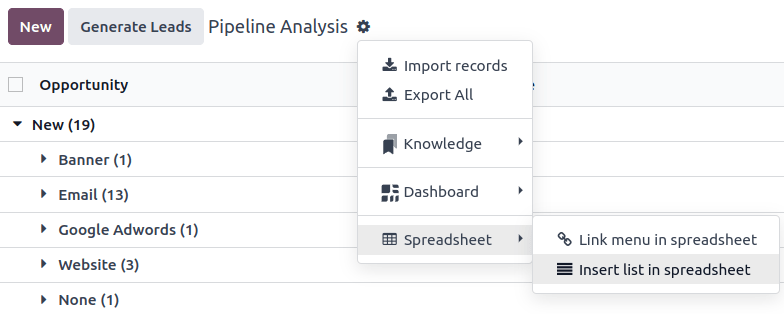 New Generate Leads Pipeline Analysis
Import records
Opportunity
Export All
New (19)
Knowledge
Banner (1)
Dashboard
Email (13)
Google Adwords (1)
Spreadsheet Link menu in spreadsheet
Website (3)
Insert list in spreadsheet
None (1)